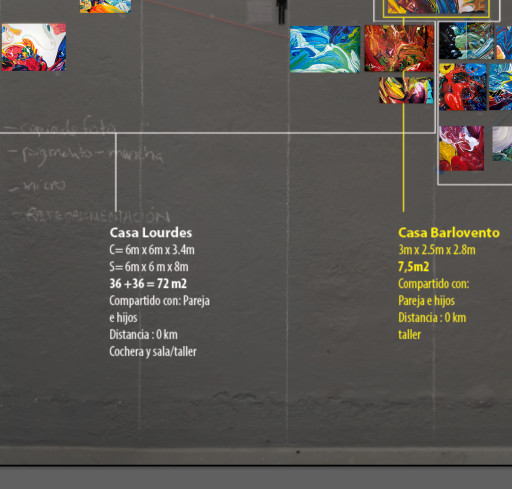 – copia de foto
– pigmento – mancha
– micro
– RETROALIMENTACIÓN
Casa Lourdes
C= 6m x 6m x 3.4m
S= 6m x 6 m x 8m
36 +36 = 72 m2
Compartido con: Pareja
e hijos
Distancia : 0 km
Cochera y sala/taller
Casa Barlovento
3m x 2.5m x 2.8m
7,5m2
Compartido con:
Pareja e hijos
Distancia : 0 km
taller